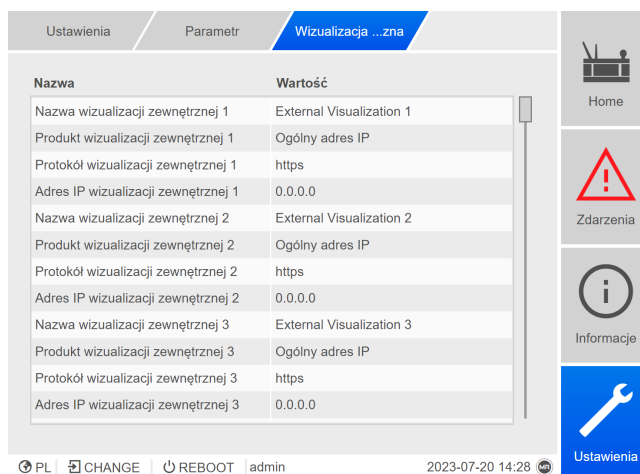 Ustawienia
Parametr
Wizualizacja ...zna
Nazwa Wartość
Nazwa wizualizacji zewnętrznej 1 External Visualization 1
Produkt wizualizacji zewnętrznej 1 Ogólny adres IP
Protokół wizualizacji zewnętrznej 1 https
Adres IP wizualizacji zewnętrznej 1 0.0.0.0
Nazwa wizualizacji zewnętrznej 2 External Visualization 2
Produkt wizualizacji zewnętrznej 2 Ogólny adres IP
Protokół wizualizacji zewnętrznej 2 https
Adres IP wizualizacji zewnętrznej 2 0.0.0.0
Nazwa wizualizacji zewnętrznej 3 External Visualization 3
Produkt wizualizacji zewnętrznej 3 Ogólny adres IP
Protokół wizualizacji zewnętrznej 3 https
Adres IP wizualizacji zewnętrznej 3 0.0.0.0
Home
Zdarzenia
Informacje
Ustawienia
PL CHANGE REBOOT admin 2023-07-20 14:28 MR